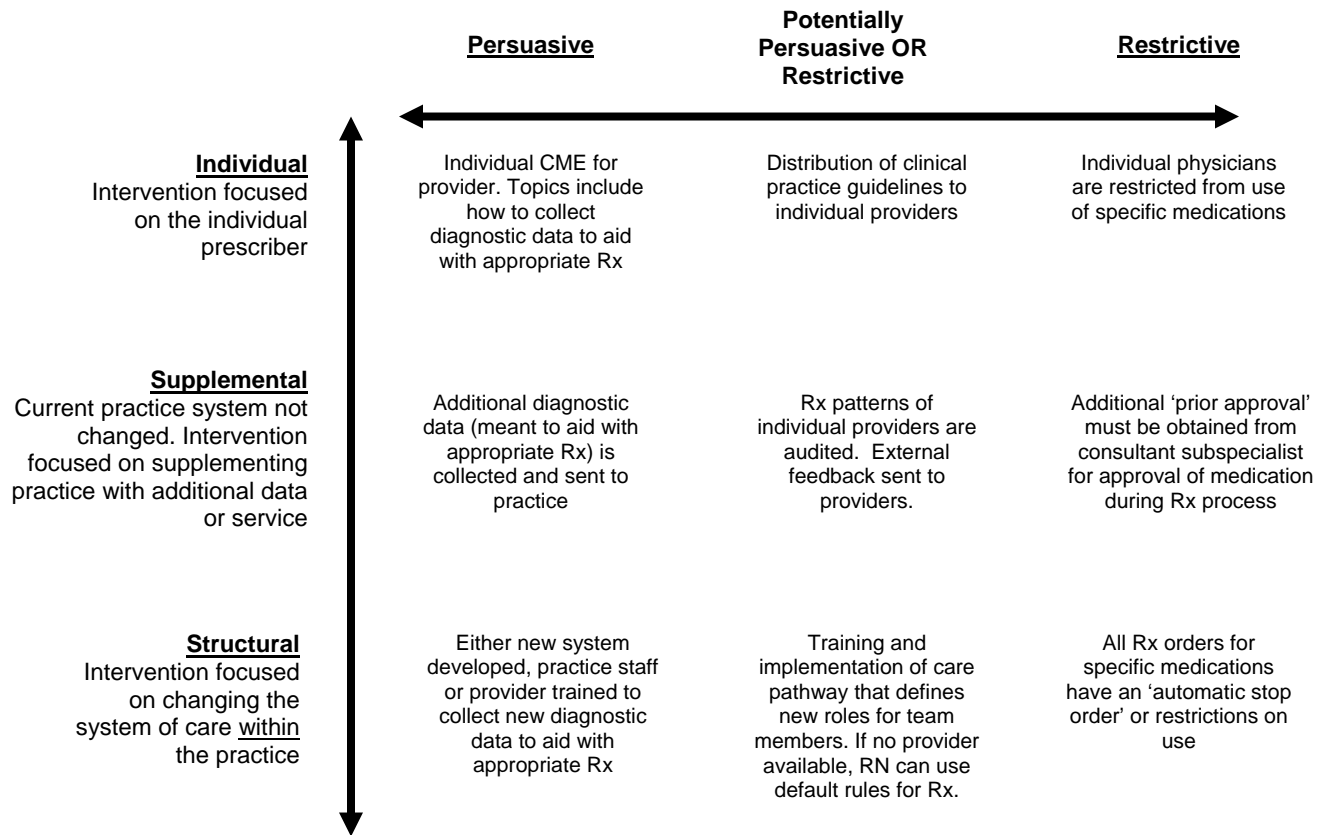 Persuasive
Potentially
Persuasive OR
Restrictive
Restrictive
Individual
Intervention focused
on the individual
prescriber
Individual CME for
provider. Topics include
how to collect
diagnostic data to aid
with appropriate Rx
Distribution of clinical
practice guidelines to
individual providers
Individual physicians
are restricted from use
of specific medications
Supplemental
Current practice system not
changed. Intervention
focused on supplementing
practice with additional data
or service
Additional diagnostic
data (meant to aid with
appropriate Rx) is
collected and sent to
practice
Rx patterns of
individual providers are
audited.  External
feedback sent to
providers.
Additional ‘prior approval’
must be obtained from
consultant subspecialist
for approval of medication
during Rx process
Structural
Intervention focused
on changing the
system of care within
the practice
Either new system
developed, practice staff
or provider trained to
collect new diagnostic
data to aid with
appropriate Rx
Training and
implementation of care
pathway that defines
new roles for team
members. If no provider
available, RN can use
default rules for Rx.
All Rx orders for
specific medications
have an ‘automatic stop
order’ or restrictions on
use